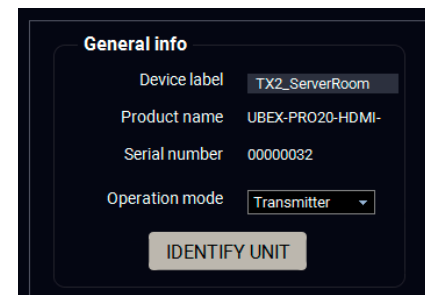 General info
Device label TX2_ServerRoom
Product name UBEX-PRO20-HDMI-
Serial number 00000032
Operation mode Transmitter
IDENTIFY UNIT